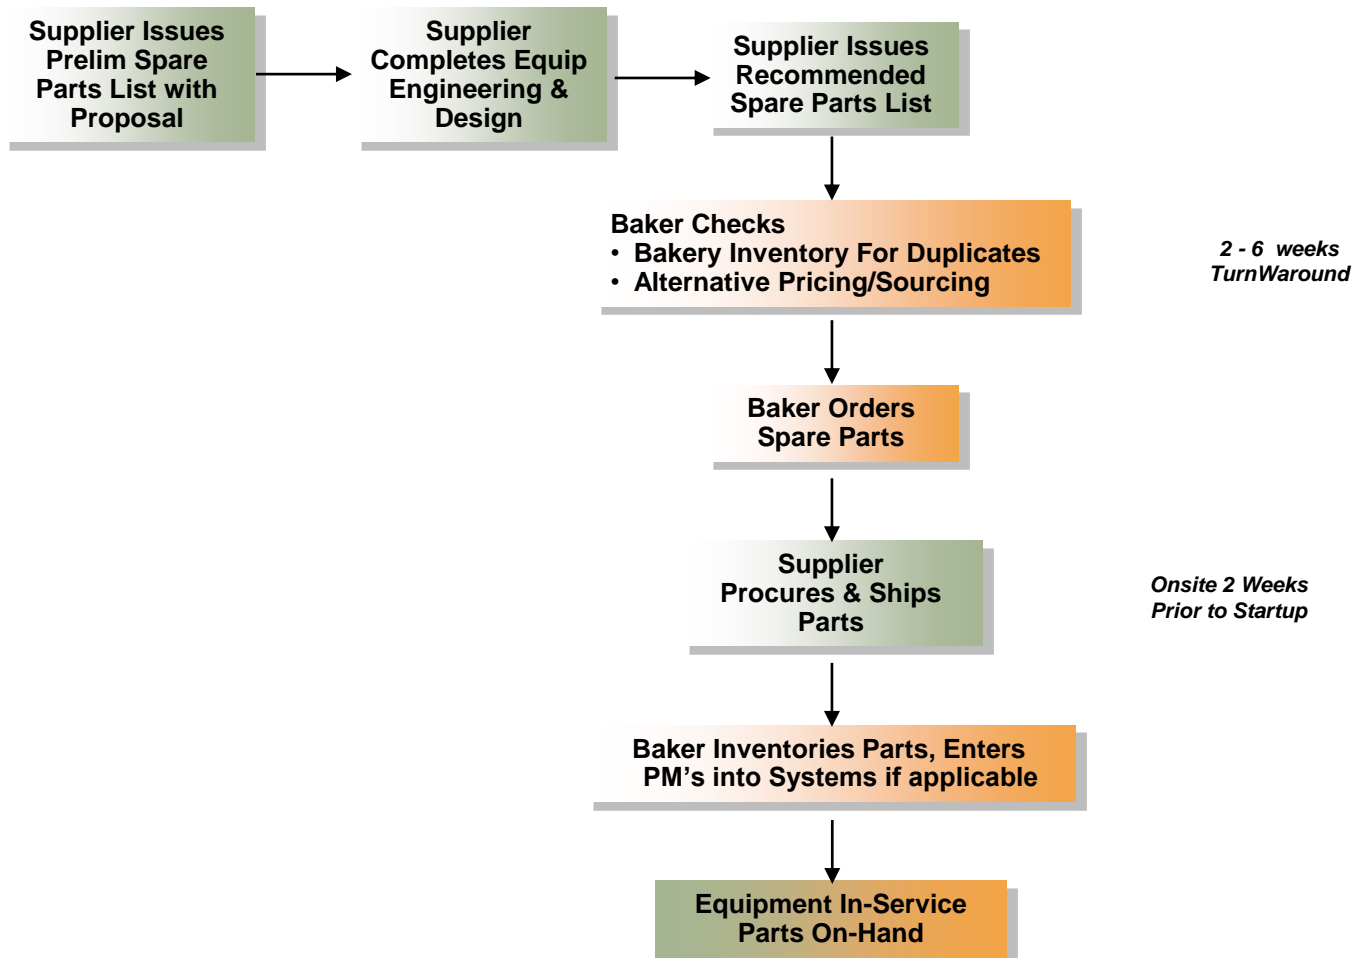 Supplier Issues
Prelim Spare
Parts List with
Proposal
Supplier
Completes Equip
Engineering &
Design
Supplier Issues
Recommended
Spare Parts List
Baker Checks
• Bakery Inventory For Duplicates
• Alternative Pricing/Sourcing
2 - 6 weeks
TurnWaround
Baker Orders
Spare Parts
Supplier
Procures & Ships
Parts
Onsite 2 Weeks
Prior to Startup
Baker Inventories Parts, Enters
PM's into Systems if applicable
Equipment In-Service
Parts On-Hand